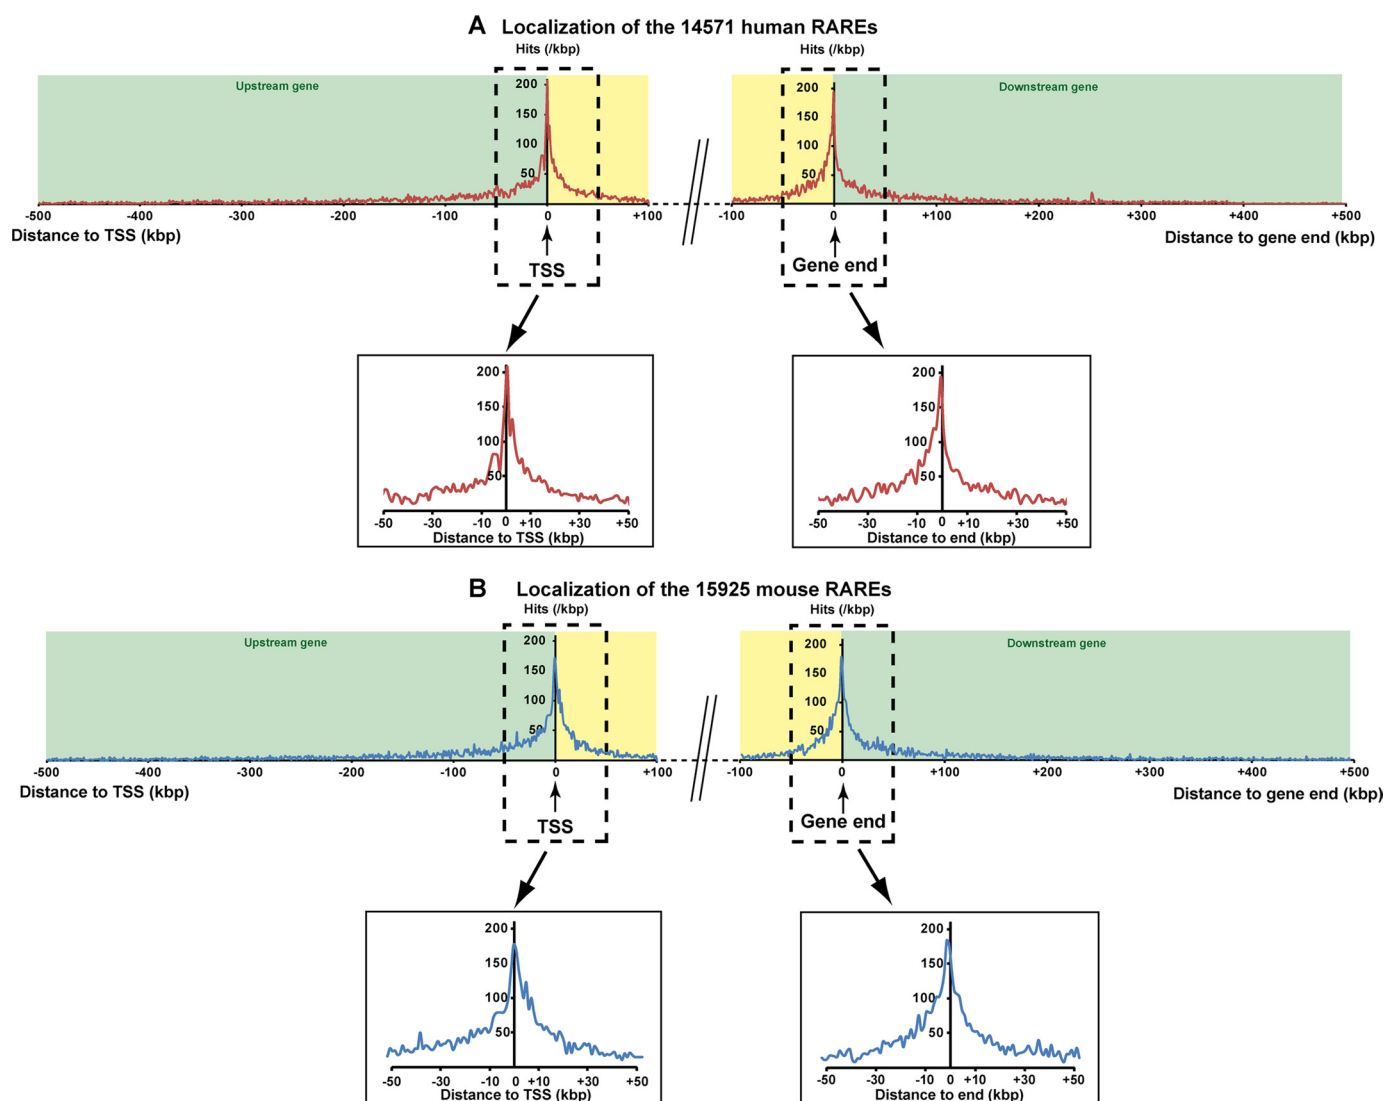 A Localization of the 14571 human RAREs
Hits (/kbp) Hits (/kbp)
Upstream gene Downstream gene
200 200
150 150
100 100
50 50
-500 -400 -300 -200 -100 0 +100 -100 0 +100 +200 +300 +400 +500
Distance to TSS (kbp) Distance to gene end (kbp)
TSS Gene end
200 200
150 150
100 100
50 50
-50 -30 -10 0 +10 +30 +50 -50 -30 -10 0 +10 +30 +50
Distance to TSS (kbp) Distance to end (kbp)
B Localization of the 15925 mouse RAREs
Hits (/kbp) Hits (/kbp)
Upstream gene Downstream gene
200 200
150 150
100 100
50 50
-500 -400 -300 -200 -100 0 +100 -100 0 +100 +200 +300 +400 +500
Distance to TSS (kbp) Distance to gene end (kbp)
TSS Gene end
200 200
150 150
100 100
50 50
-50 -30 -10 0 +10 +30 +50 -50 -30 -10 0 +10 +30 +50
Distance to TSS (kbp) Distance to end (kbp)